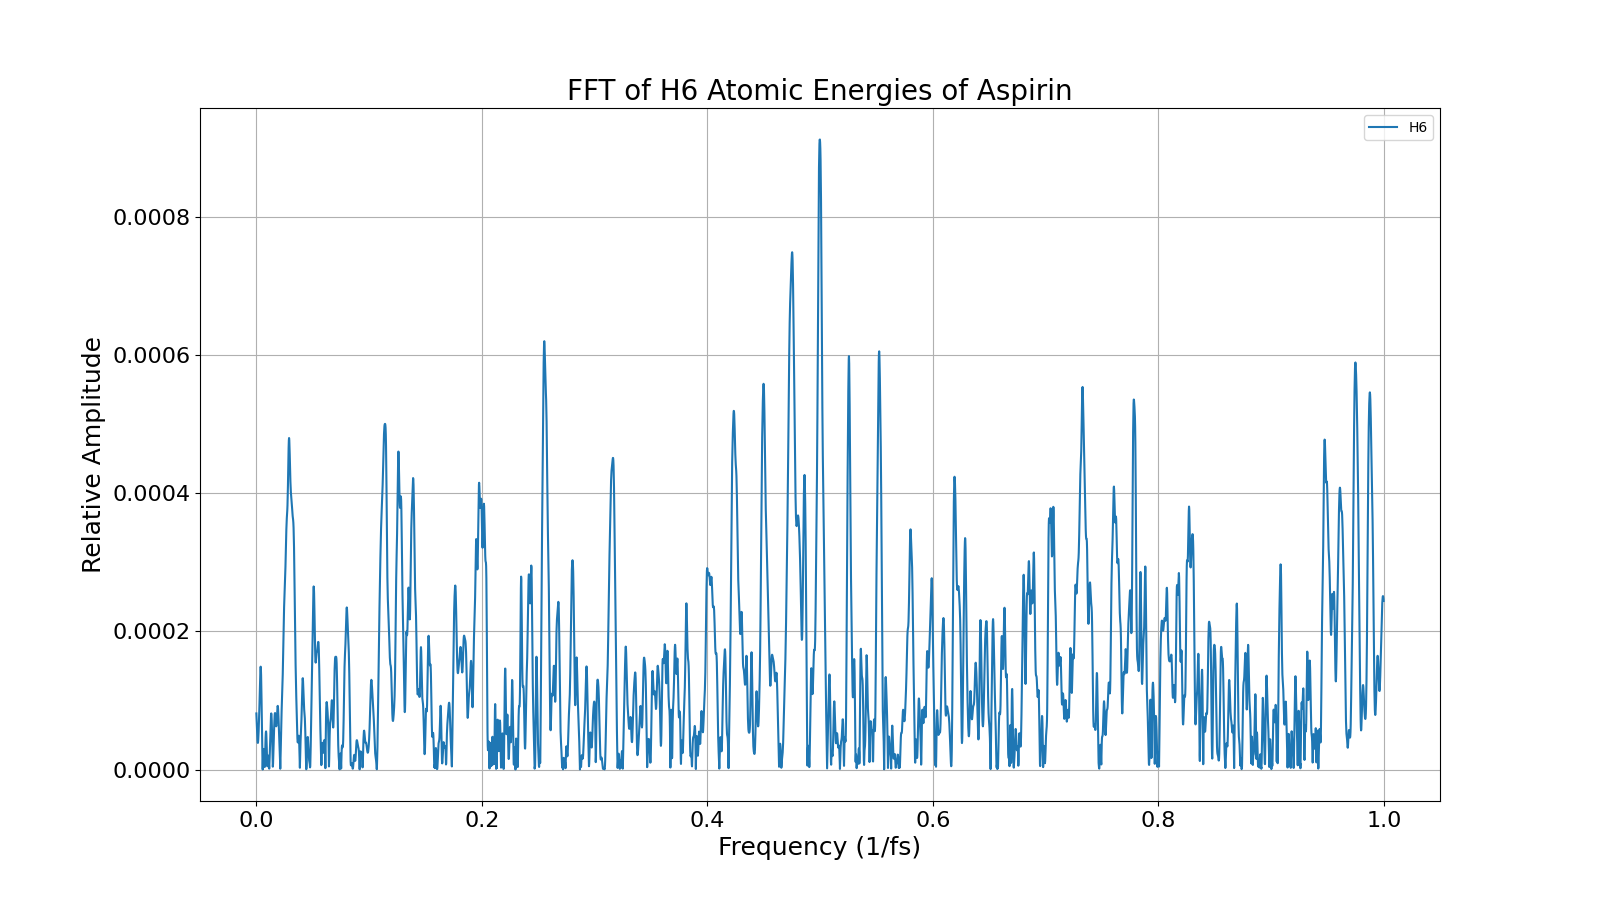 FFT of H6 Atomic Energies of Aspirin
H6
Relative Amplitude
0.0008
0.0006
0.0004
0.0002
0.0000
0.0 0.2 0.4 0.6 0.8 1.0
Frequency (1/fs)